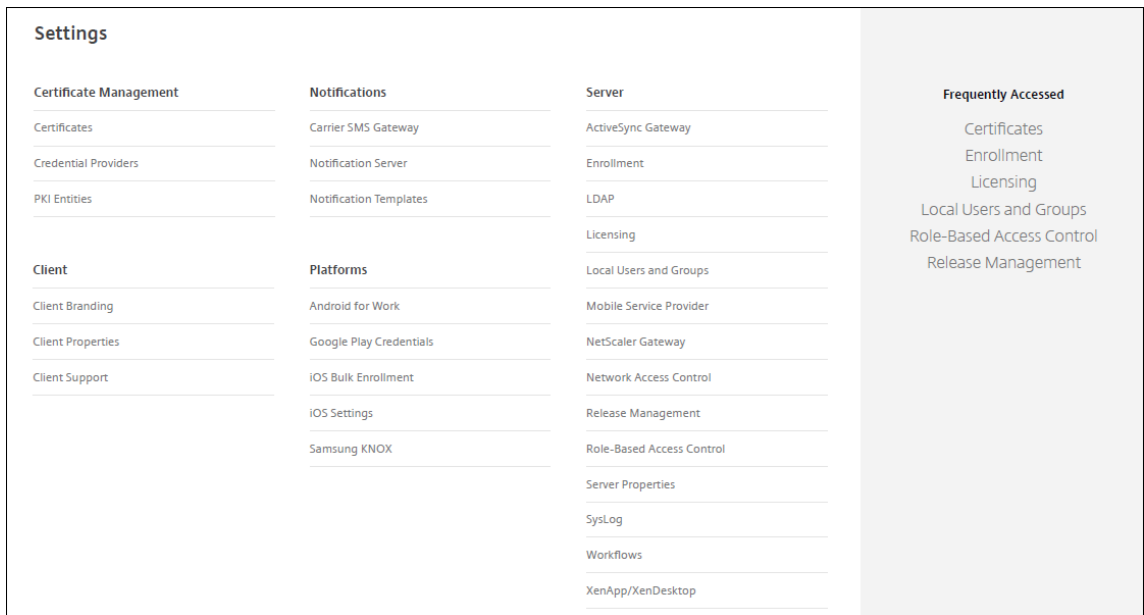 Settings
Certificate Management
Certificates
Credential Providers
PKI Entities
Client
Client Branding
Client Properties
Client Support
Notifications
Carrier SMS Gateway
Notification Server
Notification Templates
Platforms
Android for Work
Google Play Credentials
iOS Bulk Enrollment
iOS Settings
Samsung KNOX
Server
ActiveSync Gateway
Enrollment
LDAP
Licensing
Local Users and Groups
Mobile Service Provider
NetScaler Gateway
Network Access Control
Release Management
Role-Based Access Control
Server Properties
SysLog
Workflows
XenApp/XenDesktop
Frequently Accessed
Certificates
Enrollment
Licensing
Local Users and Groups
Role-Based Access Control
Release Management